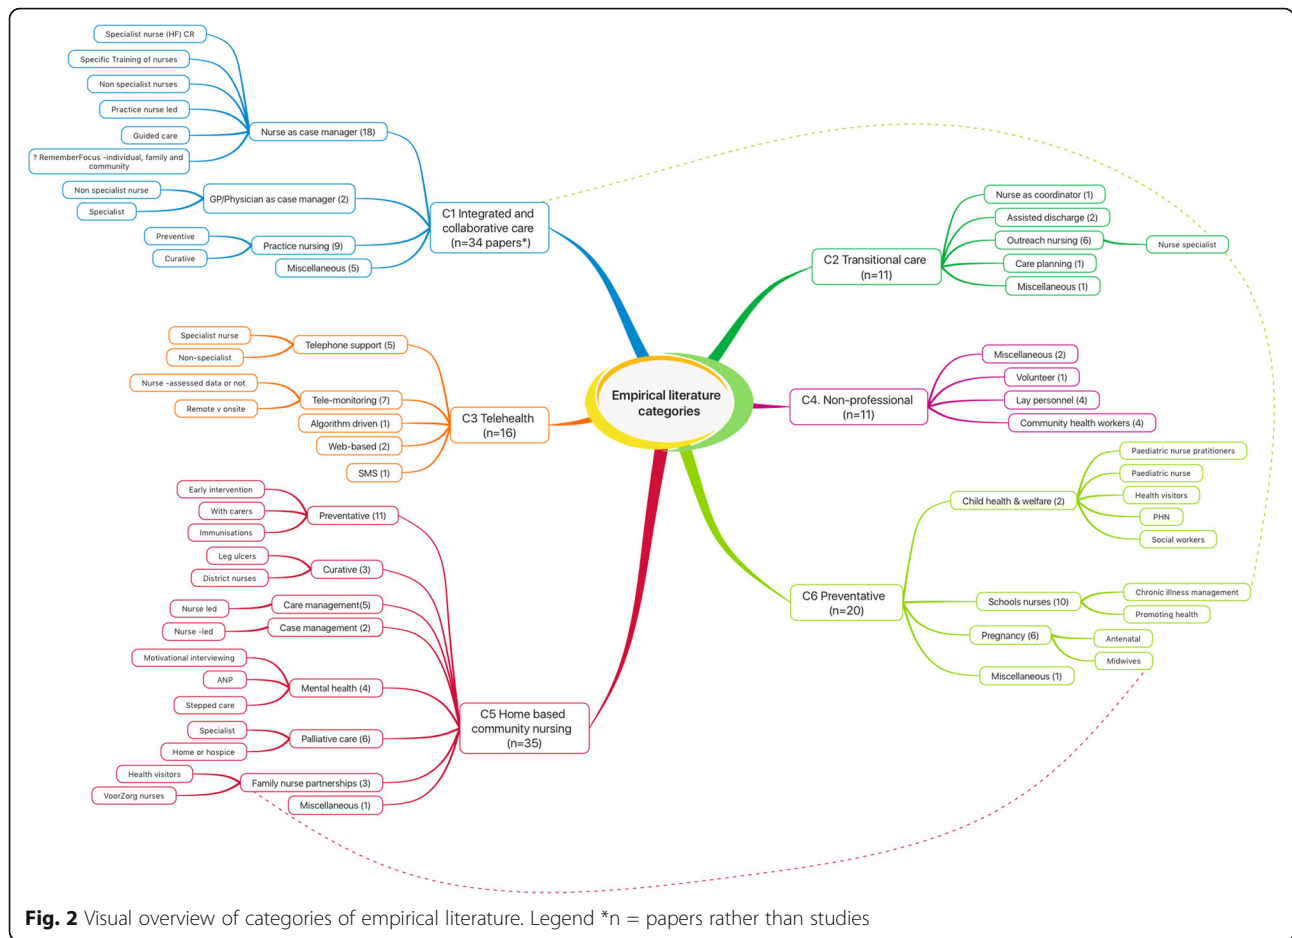 Specialist nurse (HF) CR
Specific Training of nurses
Non specialist nurses
Practice nurse led
Guided care
? RememberFocus -individual, family and
community
Nurse as case manager (18)
Non specialist nurse
Specialist
GP/Physician as case manager (2)
Preventive
Curative
Practice nursing (9)
Miscellaneous (5)
C1 Integrated and
collaborative care
(n=34 papers*)
Nurse as coordinator (1)
Assisted discharge (2)
Outreach nursing (6)
Nurse specialist
Care planning (1)
Miscellaneous (1)
C2 Transitional care
(n=11)
Specialist nurse
Non-specialist
Telephone support (5)
Nurse -assessed data or not
Remote v onsite
Tele-monitoring (7)
Algorithm driven (1)
Web-based (2)
SMS (1)
C3 Telehealth
(n=16)
Empirical literature
categories
C4. Non-professional
(n=11)
Miscellaneous (2)
Volunteer (1)
Lay personnel (4)
Community health workers (4)
Early intervention
With carers
Immunisations
Preventative (11)
Leg ulcers
District nurses
Curative (3)
Nurse led
Care management(5)
Nurse -led
Case management (2)
Motivational interviewing
ANP
Stepped care
Mental health (4)
Specialist
Home or hospice
Palliative care (6)
Health visitors
VoorZorg nurses
Family nurse partnerships (3)
Miscellaneous (1)
C5 Home based
community nursing
(n=35)
C6 Preventative
(n=20)
Child health & welfare (2)
Paediatric nurse pratitioners
Paediatric nurse
Health visitors
PHN
Social workers
Schools nurses (10)
Chronic illness management
Promoting health
Pregnancy (6)
Antenatal
Midwives
Miscellaneous (1)
Fig. 2 Visual overview of categories of empirical literature. Legend *n = papers rather than studies